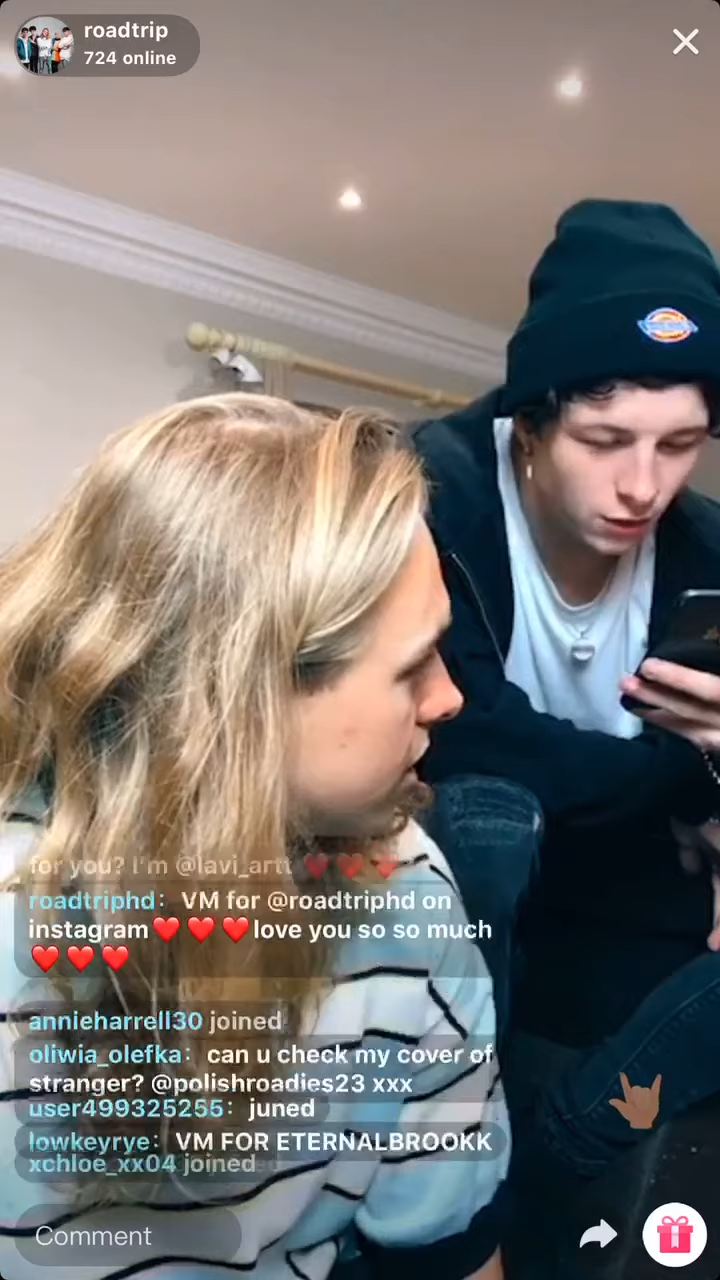 roadtrip
724 online
for you? I'm @lavi_artt ❤️❤️❤️
roadtriphd: VM for @roadtriphd on
instagram❤️❤️❤️love you so so much
❤️❤️❤️
annieharrell30 joined
oliwia_olefka: can u check my cover of
stranger? @polishroadies23 xxx
user499325255: juned
lowkeyrye: VM FOR ETERNALBROOKK
xchloe_xx04 joined
Comment